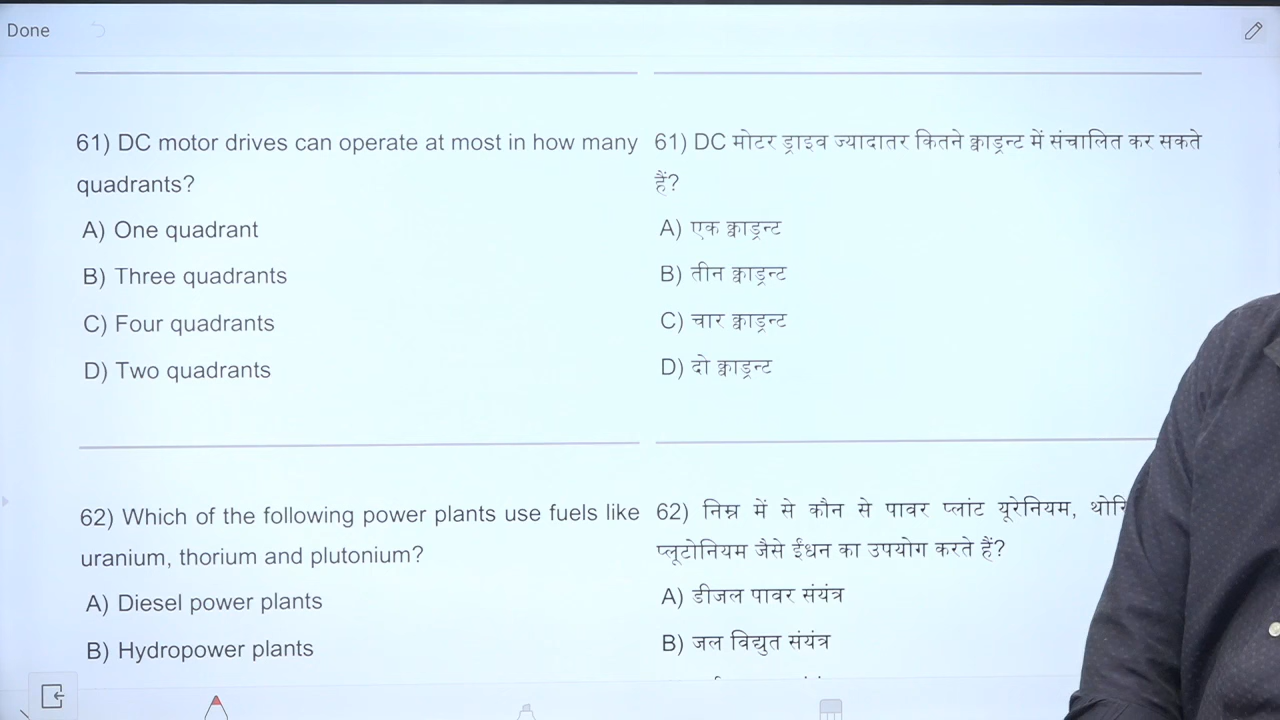 Done
61) DC motor drives can operate at most in how many
quadrants?
A) One quadrant
B) Three quadrants
C) Four quadrants
D) Two quadrants
61) DC मोटर ड्राइव ज्यादातर कितने क्वाड्रन्ट में संचालित कर सकते
हैं?
A) एक क्वाड्रन्ट
B) तीन क्वाड्रन्ट
C) चार क्वाड्रन्ट
D) दो क्वाड्रन्ट
62) Which of the following power plants use fuels like
uranium, thorium and plutonium?
A) Diesel power plants
B) Hydropower plants
62) निम्न में से कौन से पावर प्लांट यूरेनियम,
प्लूटोनियम जैसे ईंधन का उपयोग करते हैं?
A) डीजल पावर संयंत्र
B) जल विद्युत संयंत्र